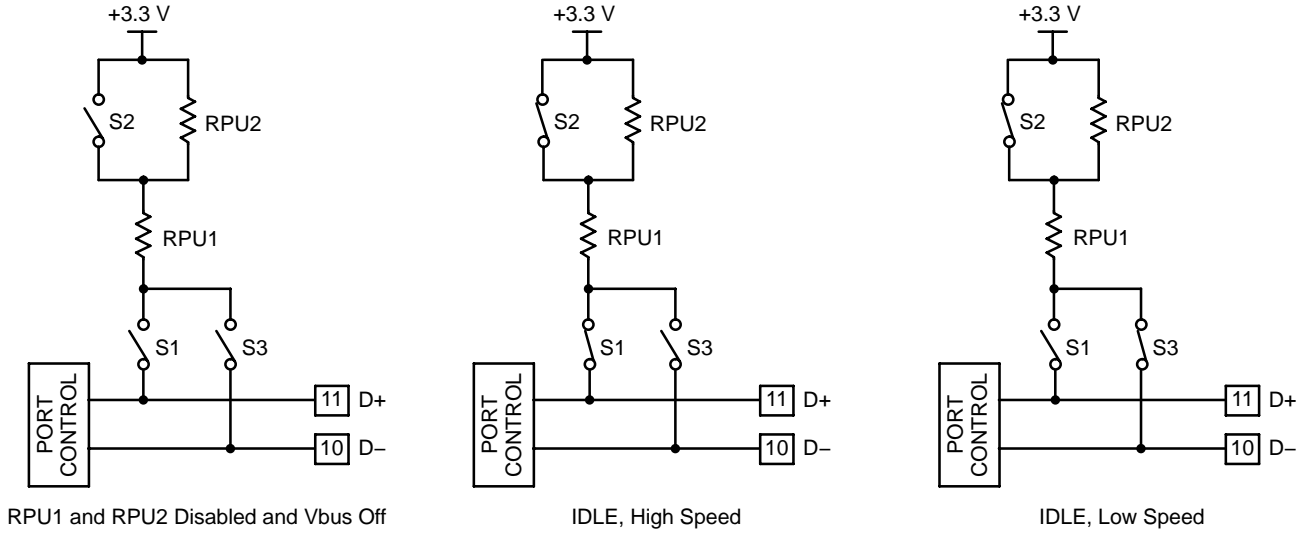 +3.3 V
S2
RPU2
RPU1
S1
S3
PORT
CONTROL
11 D+
10 D–
RPU1 and RPU2 Disabled and Vbus Off
+3.3 V
S2
RPU2
RPU1
S1
S3
PORT
CONTROL
11 D+
10 D–
IDLE, High Speed
+3.3 V
S2
RPU2
RPU1
S1
S3
PORT
CONTROL
11 D+
10 D–
IDLE, Low Speed